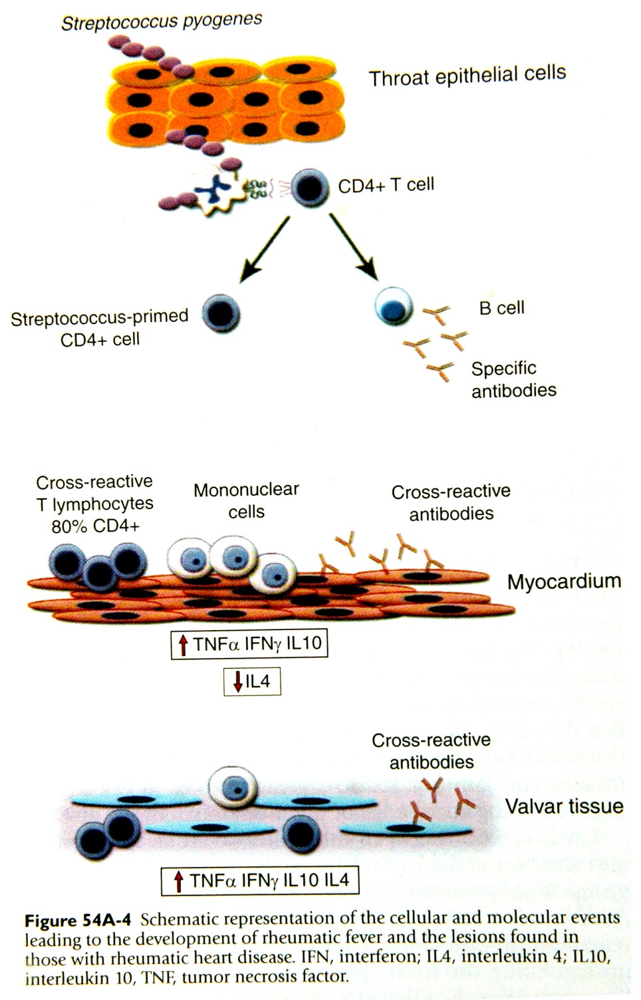 Streptococcus pyogenes
Throat epithelial cells
CD4+ T cell
Streptococcus-primed
CD4+ cell
B cell
Specific
antibodies
Cross-reactive
T lymphocytes
80% CD4+
Mononuclear
cells
Cross-reactive
antibodies
Myocardium
↑ TNFα IFNγ IL10
↓IL4
Cross-reactive
antibodies
Valvar tissue
↑ TNFα IFNγ IL10 IL4
Figure 54A-4 Schematic representation of the cellular and molecular events
leading to the development of rheumatic fever and the lesions found in
those with rheumatic heart disease. IFN, interferon; IL4, interleukin 4; IL10,
interleukin 10, TNF, tumor necrosis factor.